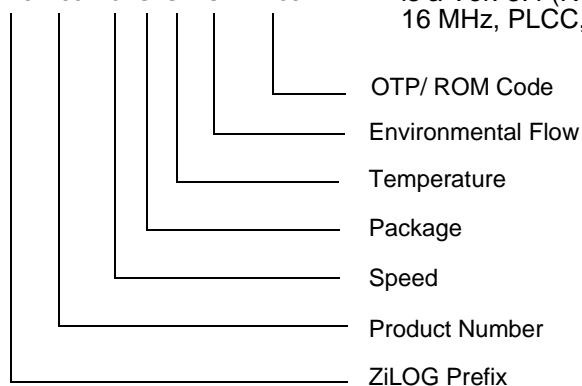 16 MHz, PLCC,
OTP/ ROM Code
Environmental Flow
Temperature
Package
Speed
Product Number
ZiLOG Prefix